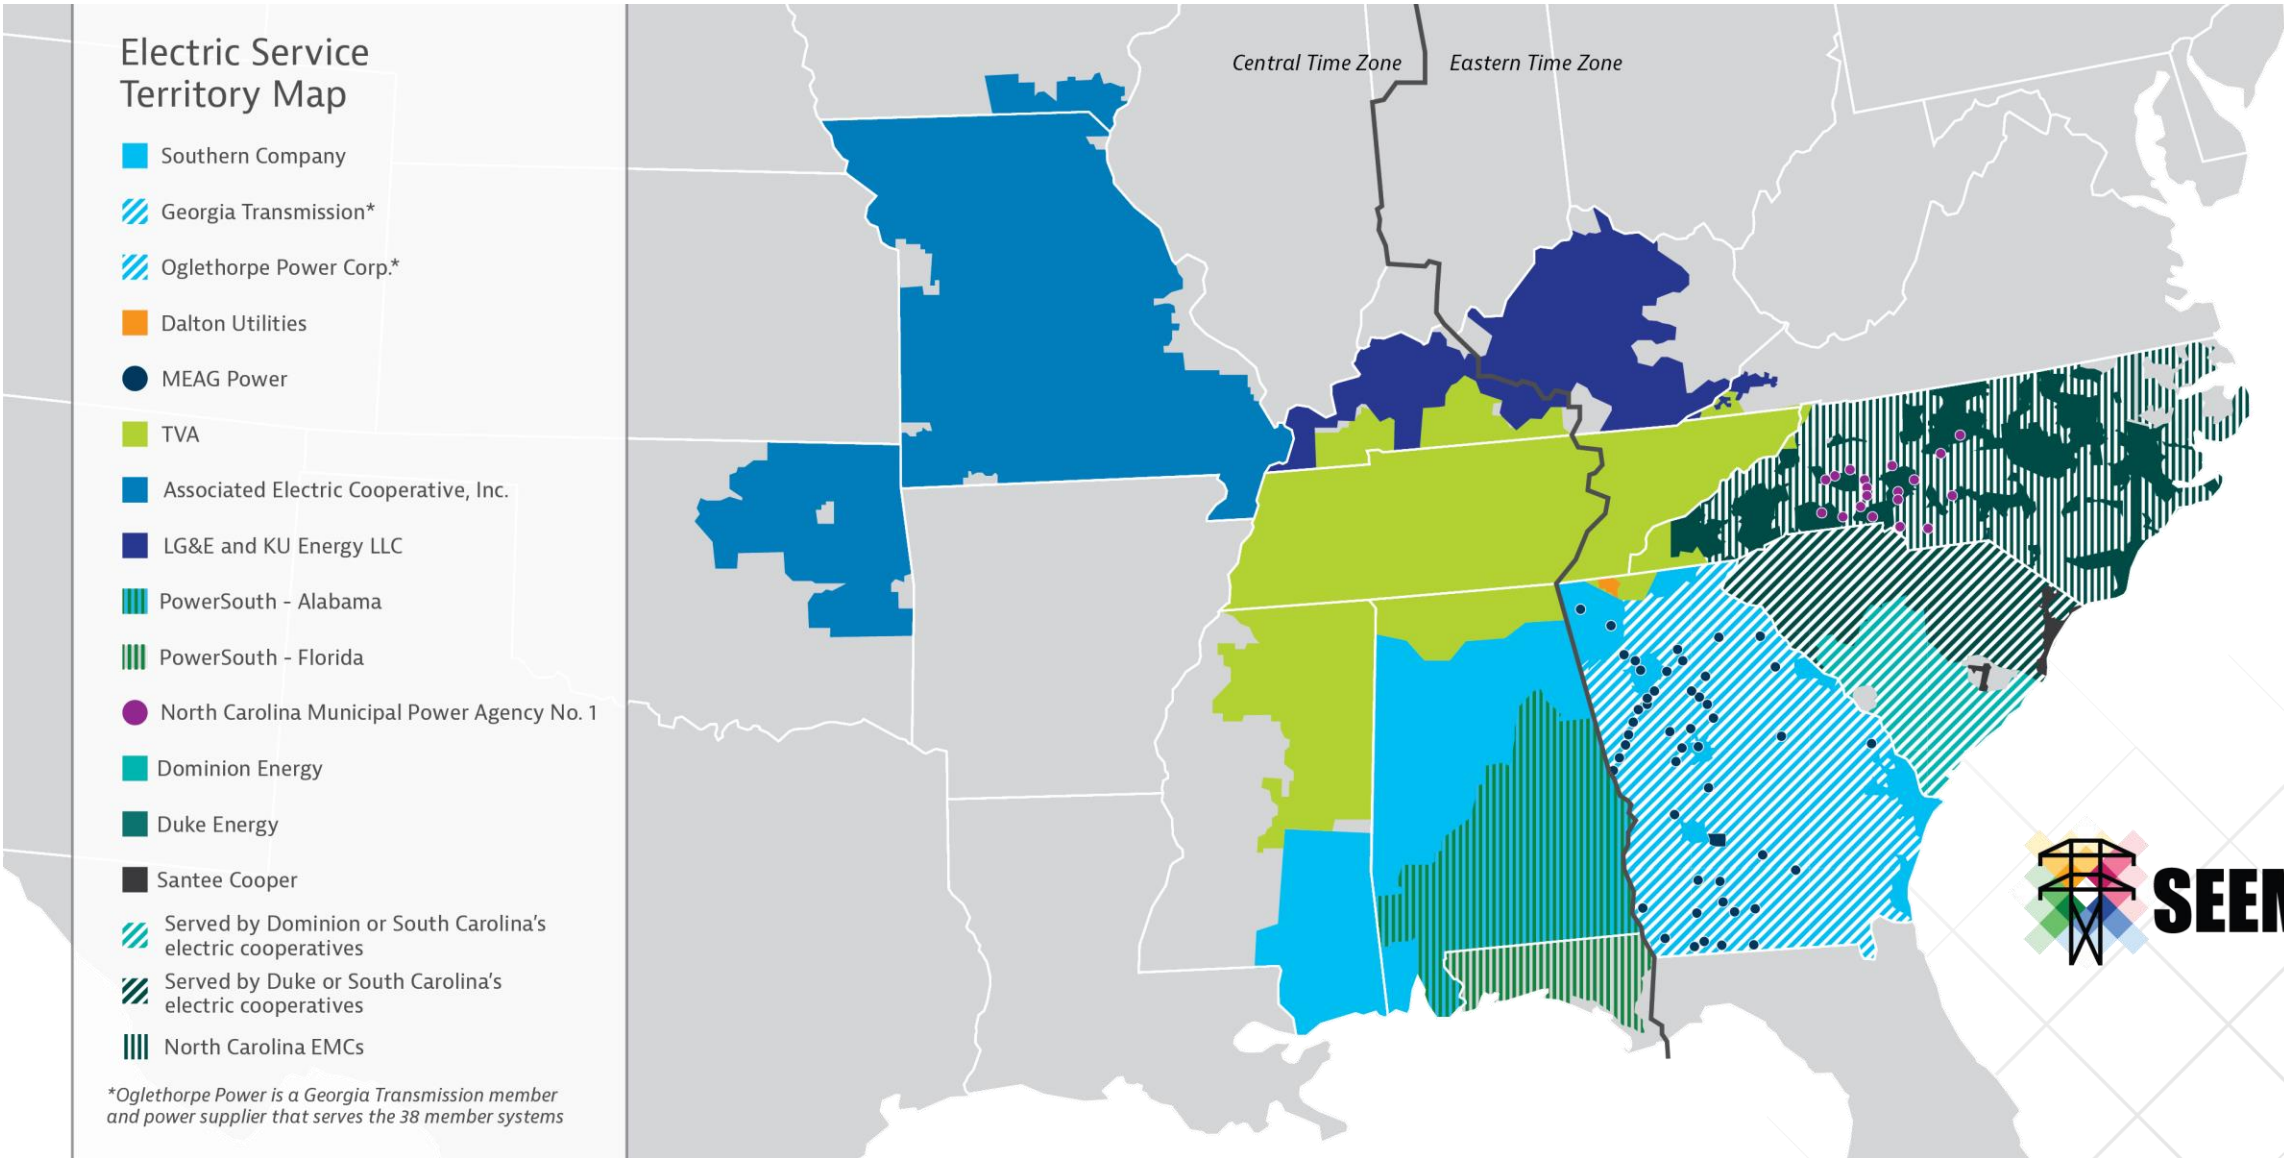 Electric Service
Territory Map
Southern Company
Georgia Transmission*
Oglethorpe Power Corp.*
Dalton Utilities
MEAG Power
TVA
Associated Electric Cooperative, Inc.
LG&E and KU Energy LLC
PowerSouth - Alabama
PowerSouth - Florida
North Carolina Municipal Power Agency No. 1
Dominion Energy
Duke Energy
Santee Cooper
Served by Dominion or South Carolina's
electric cooperatives
Served by Duke or South Carolina's
electric cooperatives
North Carolina EMCs
*Oglethorpe Power is a Georgia Transmission member
and power supplier that serves the 38 member systems
Central Time Zone
Eastern Time Zone
SEEM